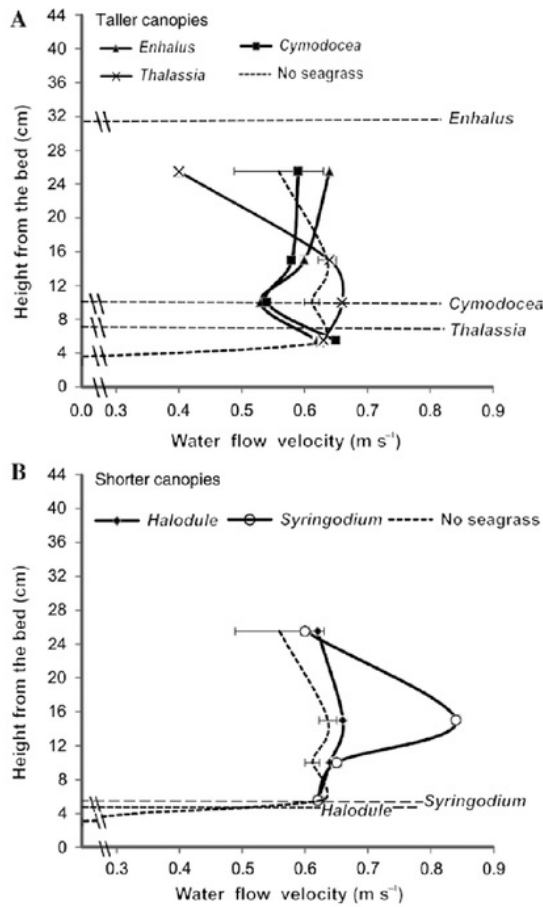 A
Taller canopies
Enhalus Cymodocea
Thalassia No seagrass
Height from the bed (cm)
44
40
36
32
28
24
20
16
12
8
4
0
Enhalus
Cymodocea
Thalassia
0.0 0.3 0.4 0.5 0.6 0.7 0.8 0.9
Water flow velocity (m s⁻¹)
B
Shorter canopies
Halodule Syringodium No seagrass
Height from the bed (cm)
44
40
36
32
28
24
20
16
12
8
4
0
Syringodium
Halodule
0.3 0.4 0.5 0.6 0.7 0.8 0.9
Water flow velocity (m s⁻¹)